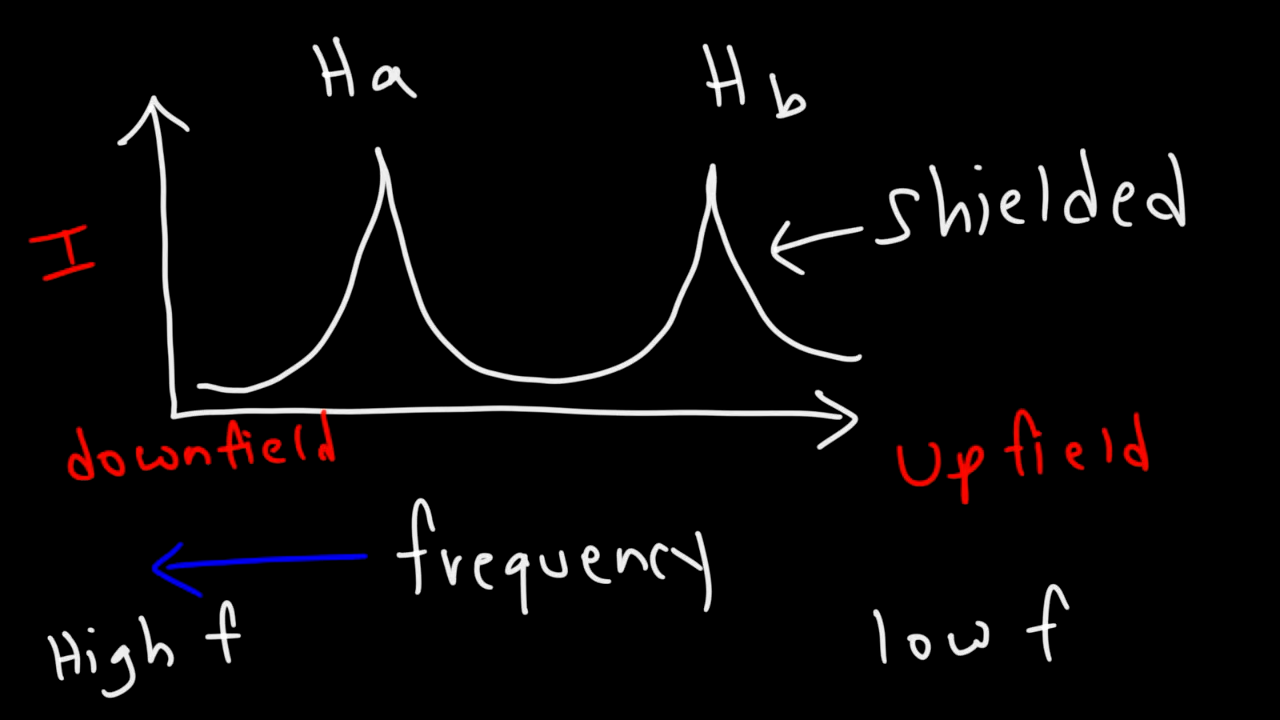 Ha Hb
shielded
I
downfield Upfield
frequency
High f low f